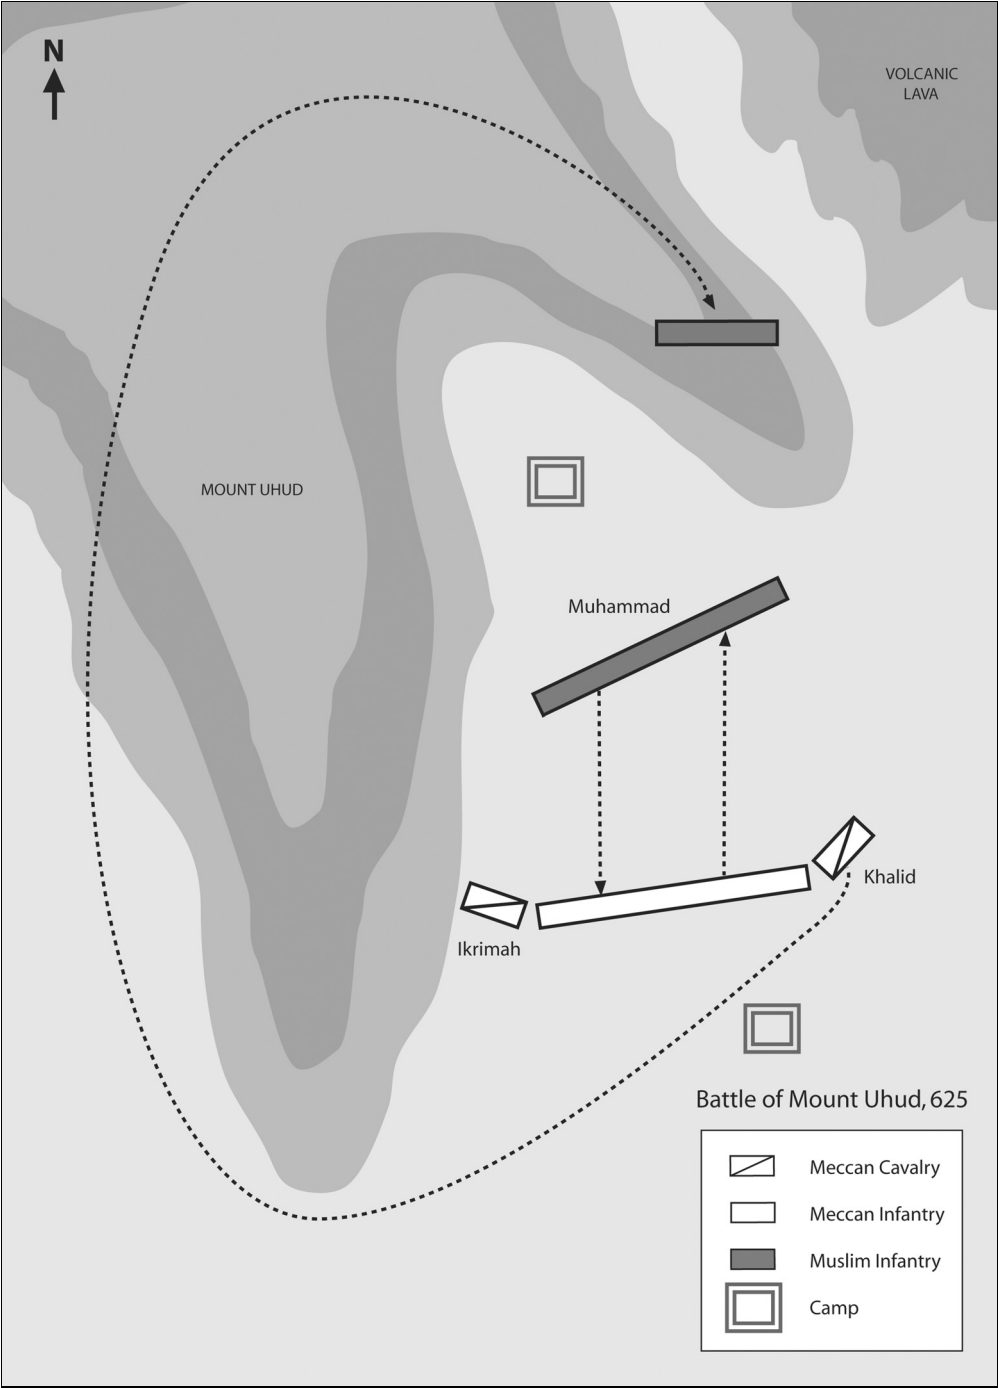 N
VOLCANIC
LAVA
MOUNT UHUD
Muhammad
Khalid
Ikrimah
Battle of Mount Uhud, 625
Meccan Cavalry
Meccan Infantry
Muslim Infantry
Camp